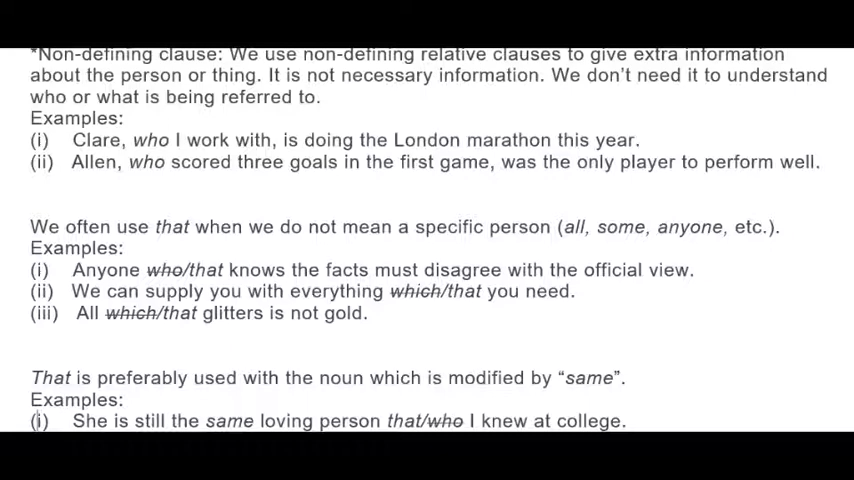 *Non-defining clause: We use non-defining relative clauses to give extra information
about the person or thing. It is not necessary information. We don't need it to understand
who or what is being referred to.
Examples:
(i) Clare, who I work with, is doing the London marathon this year.
(ii) Allen, who scored three goals in the first game, was the only player to perform well.
We often use that when we do not mean a specific person (all, some, anyone, etc.).
Examples:
(i) Anyone who/that knows the facts must disagree with the official view.
(ii) We can supply you with everything which/that you need.
(iii) All which/that glitters is not gold.
That is preferably used with the noun which is modified by “same”.
Examples:
(i) She is still the same loving person that/who I knew at college.